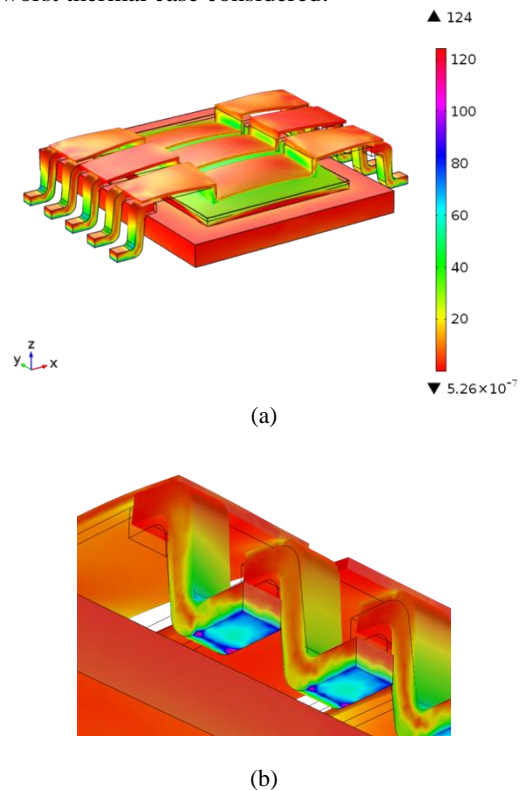 worst thermal case considered.
▲ 124
120
100
80
60
40
20
▼ 5.26×10⁻⁷
z
y
x
(a)
(b)